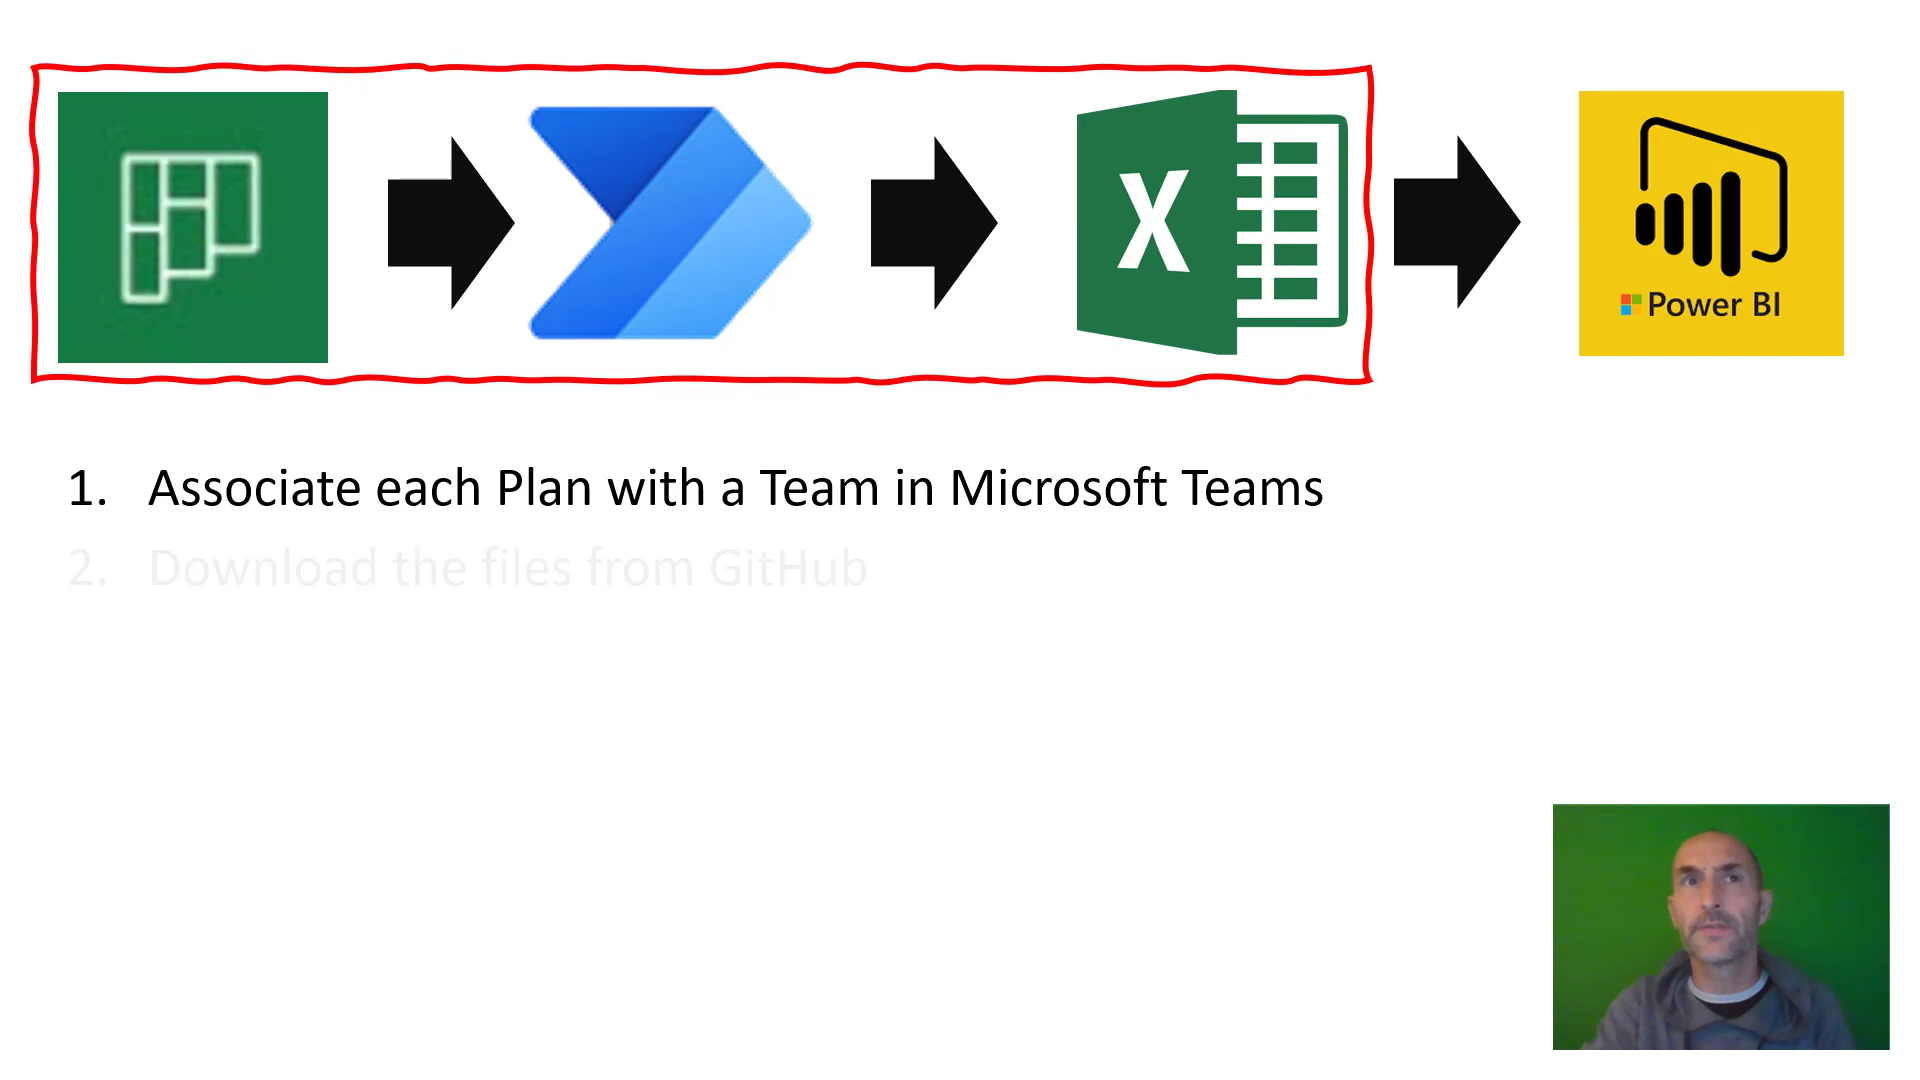 X
Power BI
1. Associate each Plan with a Team in Microsoft Teams
2. Download the files from GitHub